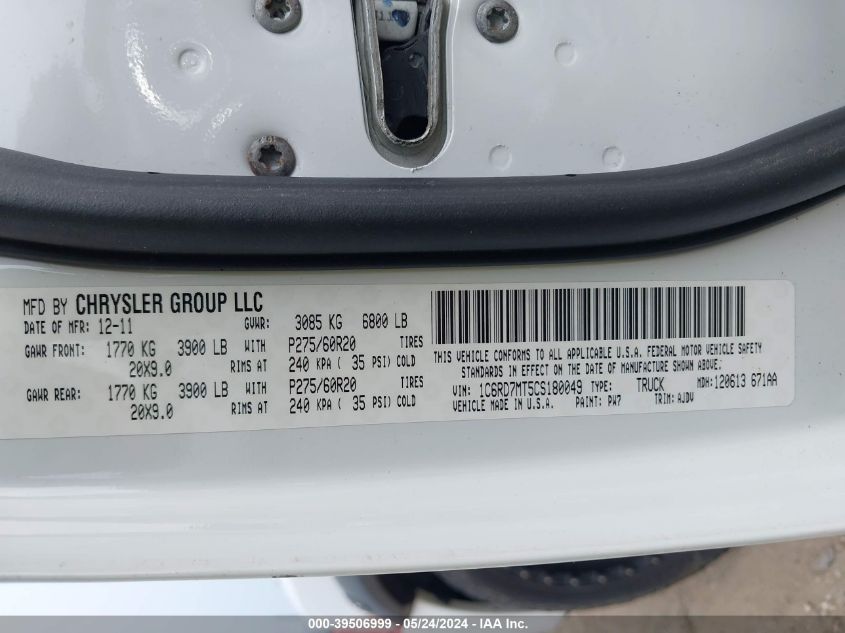 MFD BY CHRYSLER GROUP LLC
DATE OF MFR: 12-11 GVWR: 3085 KG 6800 LB
GAWR FRONT: 1770 KG 3900 LB WITH P275/60R20 TIRES
20X9.0 RIMS AT 240 KPA ( 35 PSI) COLD
GAWR REAR: 1770 KG 3900 LB WITH P275/60R20 TIRES
20X9.0 RIMS AT 240 KPA ( 35 PSI) COLD
THIS VEHICLE CONFORMS TO ALL APPLICABLE U.S.A. FEDERAL MOTOR VEHICLE SAFETY
STANDARDS IN EFFECT ON THE DATE OF MANUFACTURE SHOWN ABOVE.
VIN: 1C6RD7MT5CS180049 TYPE: TRUCK MDH: 120613 671AA
VEHICLE MADE IN U.S.A. PAINT: PW7 TRIM: AJDV
000-39506999 - 05/24/2024 - IAA Inc.